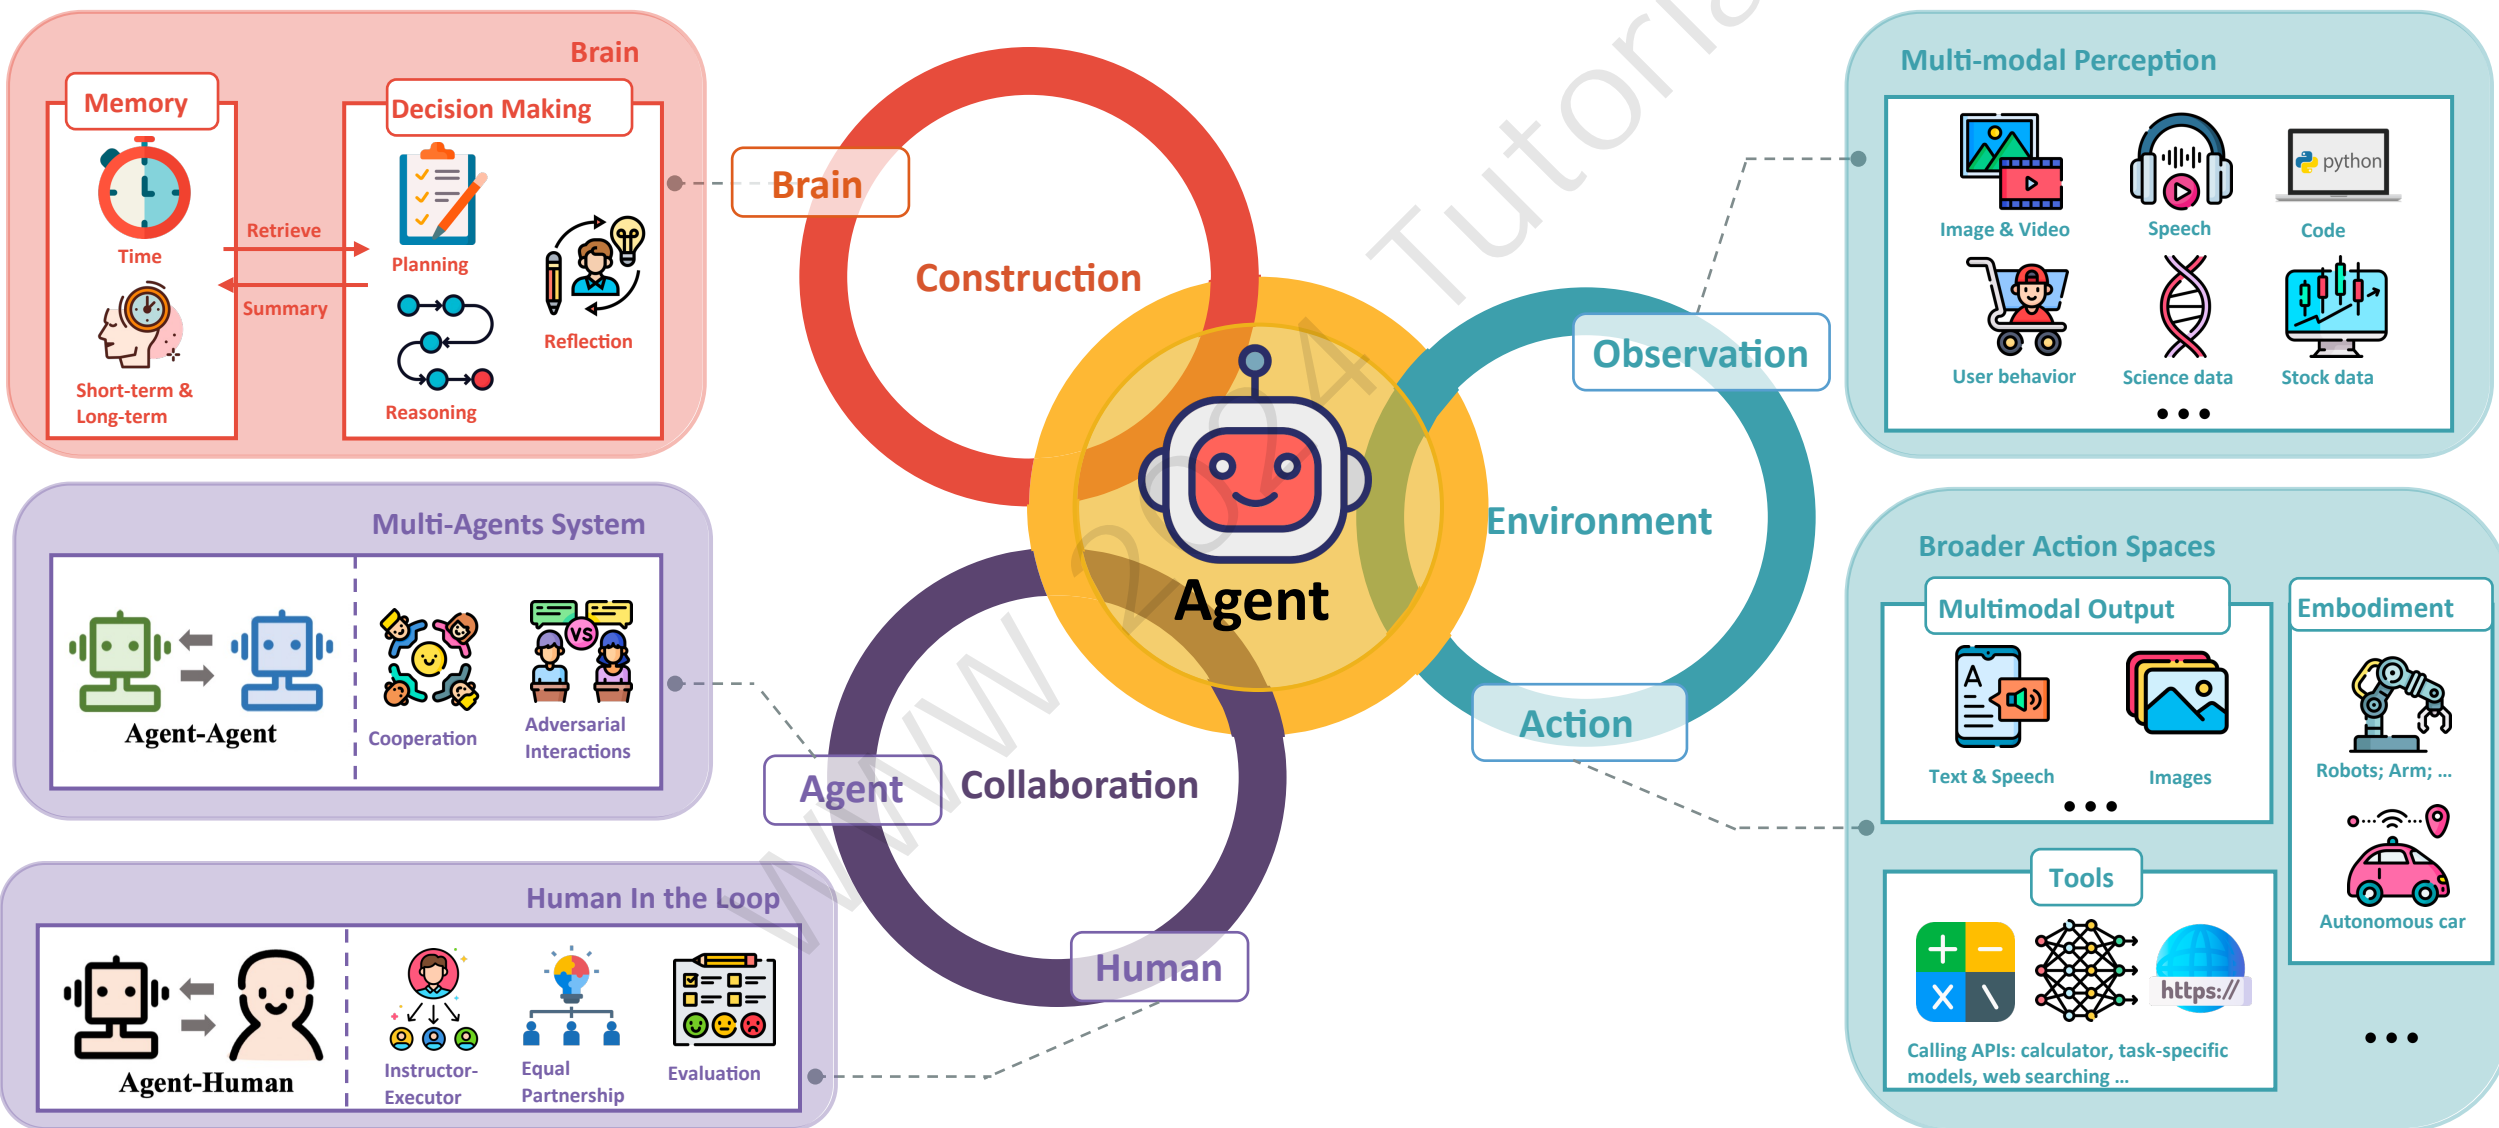 Brain
Memory
Time
Short-term &
Long-term
Retrieve
Summary
Decision Making
Planning
Reasoning
Reflection
Brain
Construction
Multi-modal Perception
Image & Video
Speech
python
Code
User behavior
Science data
Stock data
...
Observation
Environment
Agent
Action
Multi-Agents System
Agent-Agent
Cooperation
VS
Adversarial
Interactions
Agent
Collaboration
Human
Human In the Loop
Agent-Human
Instructor-
Executor
Equal
Partnership
Evaluation
Broader Action Spaces
Multimodal Output
A
Text & Speech
Images
...
Embodiment
Robots; Arm; ...
Autonomous car
Tools
https://
Calling APIs: calculator, task-specific
models, web searching ...
...
WWW 2024 Tutoria